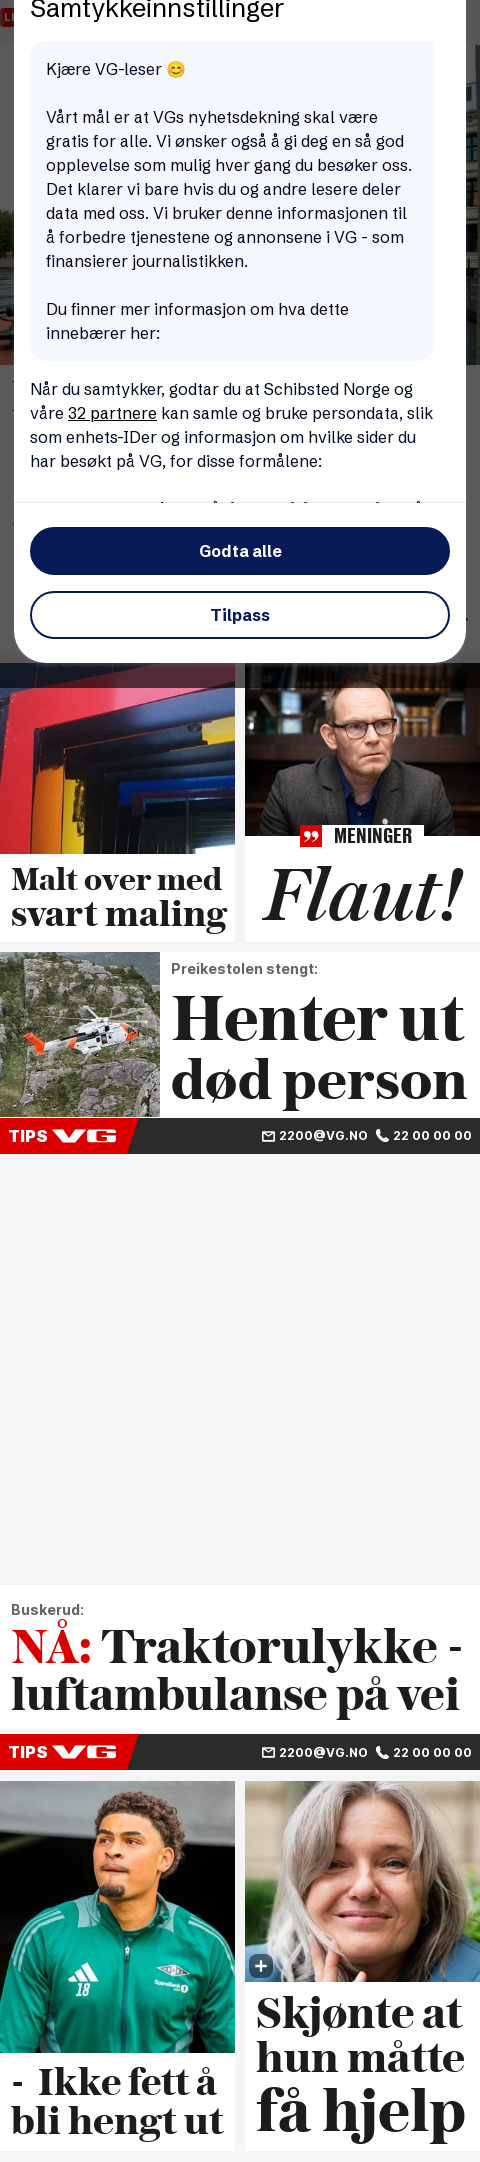 Samtykkeinnstillinger
Kjære VG-leser 😊
Vårt mål er at VGs nyhetsdekning skal være
gratis for alle. Vi ønsker også å gi deg en så god
opplevelse som mulig hver gang du besøker oss.
Det klarer vi bare hvis du og andre lesere deler
data med oss. Vi bruker denne informasjonen til
å forbedre tjenestene og annonsene i VG - som
finansierer journalistikken.
Du finner mer informasjon om hva dette
innebærer her:
Når du samtykker, godtar du at Schibsted Norge og
våre 32 partnere kan samle og bruke persondata, slik
som enhets-IDer og informasjon om hvilke sider du
har besøkt på VG, for disse formålene:
Godta alle
Tilpass
Malt over med
svart maling
MENINGER
Flaut!
Preikestolen stengt:
Henter ut
død person
TIPS VG 2200@VG.NO 22 00 00 00
Buskerud:
NÅ: Traktorulykke -
luftambulanse på vei
TIPS VG 2200@VG.NO 22 00 00 00
18
SpareBank 1
- Ikke fett å
bli hengt ut
Skjønte at
hun måtte
få hjelp